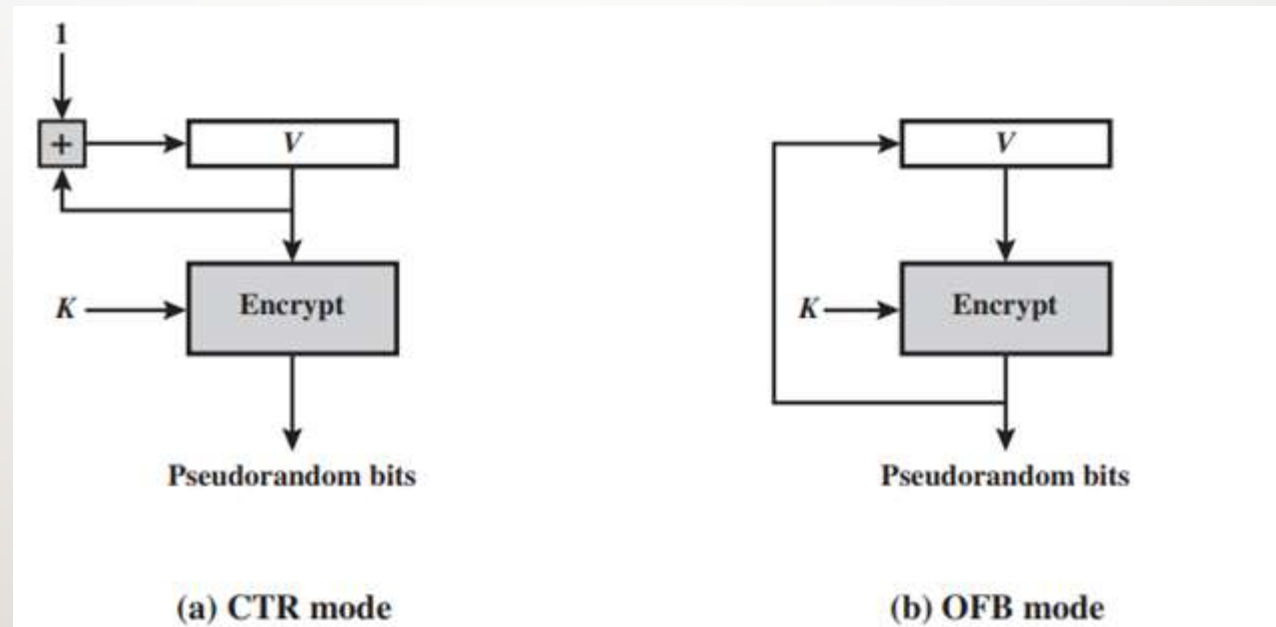 1
+
V
K
Encrypt
Pseudorandom bits
(a) CTR mode
V
K
Encrypt
Pseudorandom bits
(b) OFB mode